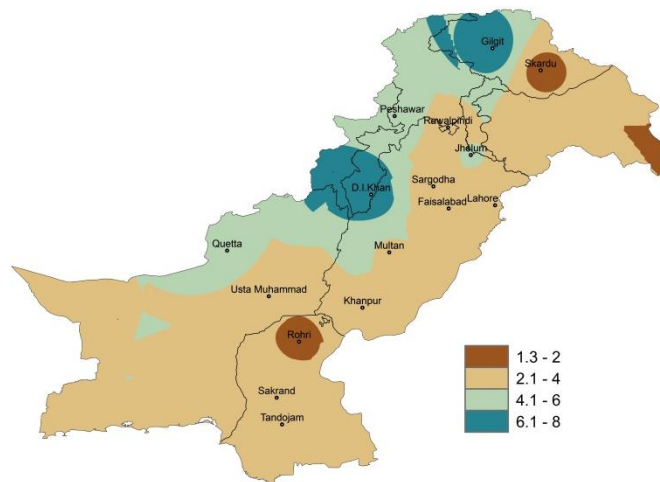 Gilgit
Skardu
Peshawar
Rawalpindi
Jhelum
D.I.Khan
Sargodha
Faisalabad
Lahore
Quetta
Multan
Usta Muhammad
Khanpur
Rohri
Sakrand
Tandojam
1.3 - 2
2.1 - 4
4.1 - 6
6.1 - 8